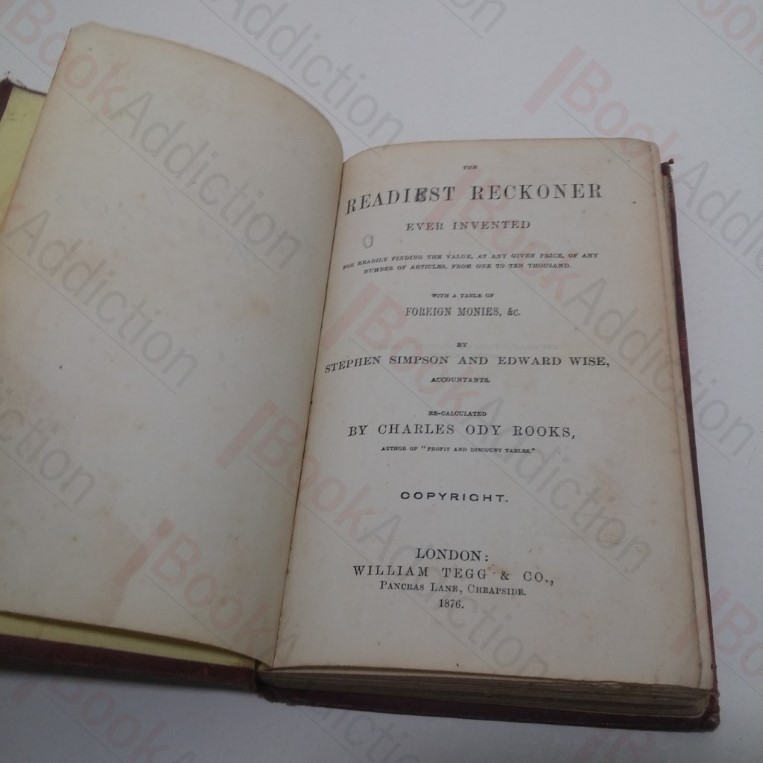 THE
READIEST RECKONER
EVER INVENTED
FOR READILY FINDING THE VALUE, AT ANY GIVEN PRICE, OF ANY
NUMBER OF ARTICLES, FROM ONE TO TEN THOUSAND.
WITH A TABLE OF
FOREIGN MONIES, &c.
BY
STEPHEN SIMPSON AND EDWARD WISE,
ACCOUNTANTS.
RE-CALCULATED
BY CHARLES ODY ROOKS,
AUTHOR OF "PROFIT AND DISCOUNT TABLES."
COPYRIGHT.
LONDON:
WILLIAM TEGG & CO.,
PANCRAS LANE, CHEAPSIDE.
1876.
BookAddiction